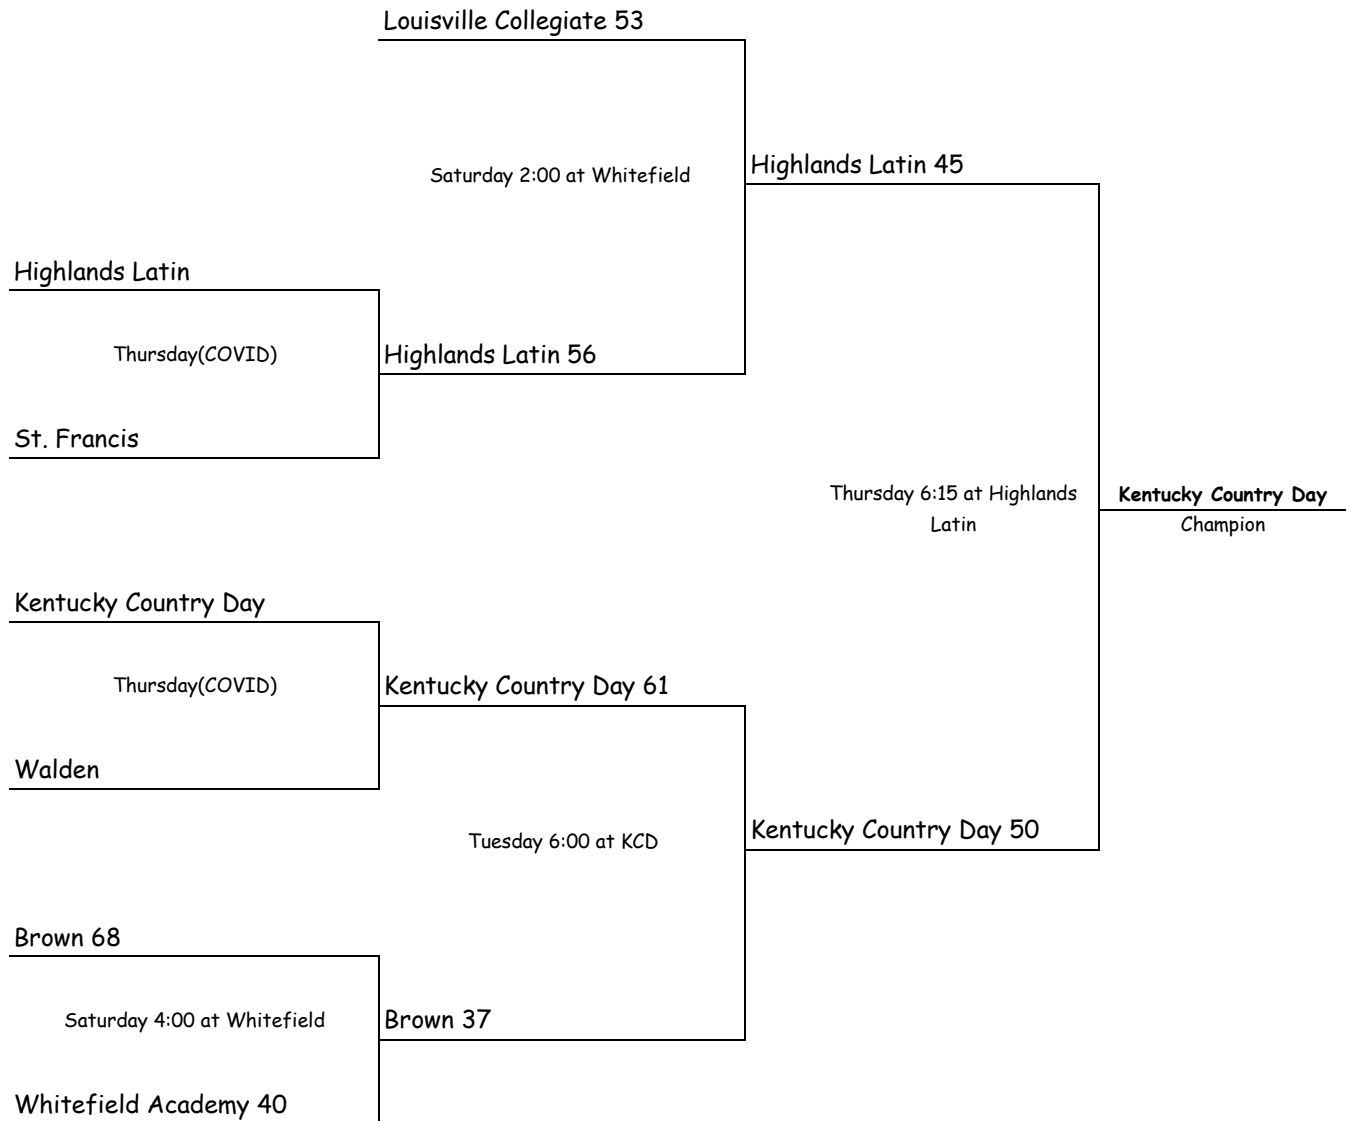 Louisville Collegiate 53
Saturday 2:00 at Whitefield
Highlands Latin 45
Highlands Latin
Thursday(COVID)
Highlands Latin 56
St. Francis
Thursday 6:15 at Highlands
Latin
Kentucky Country Day
Champion
Kentucky Country Day
Thursday(COVID)
Kentucky Country Day 61
Walden
Tuesday 6:00 at KCD
Kentucky Country Day 50
Brown 68
Saturday 4:00 at Whitefield
Brown 37
Whitefield Academy 40